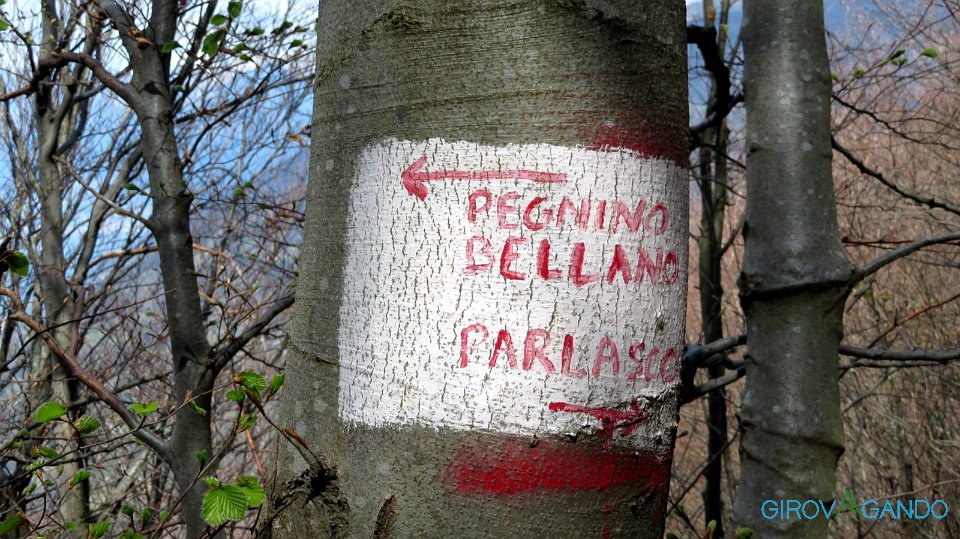 PEGNINO
BELLANO
PARLASCO
GIROVAGANDO